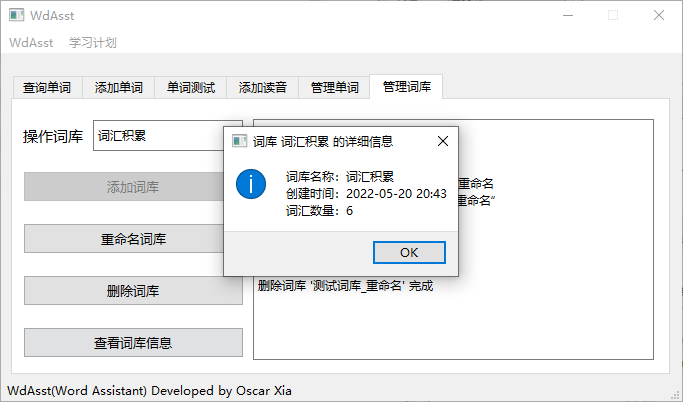 WdAsst
WdAsst 学习计划
查询单词 添加单词 单词测试 添加读音 管理单词 管理词库
操作词库 词汇积累
添加词库
重命名词库
删除词库
查看词库信息
词库 词汇积累 的详细信息
词库名称：词汇积累
创建时间：2022-05-20 20:43
词汇数量：6
OK
重命名
重命名"
删除词库 '测试词库_重命名' 完成
WdAsst(Word Assistant) Developed by Oscar Xia